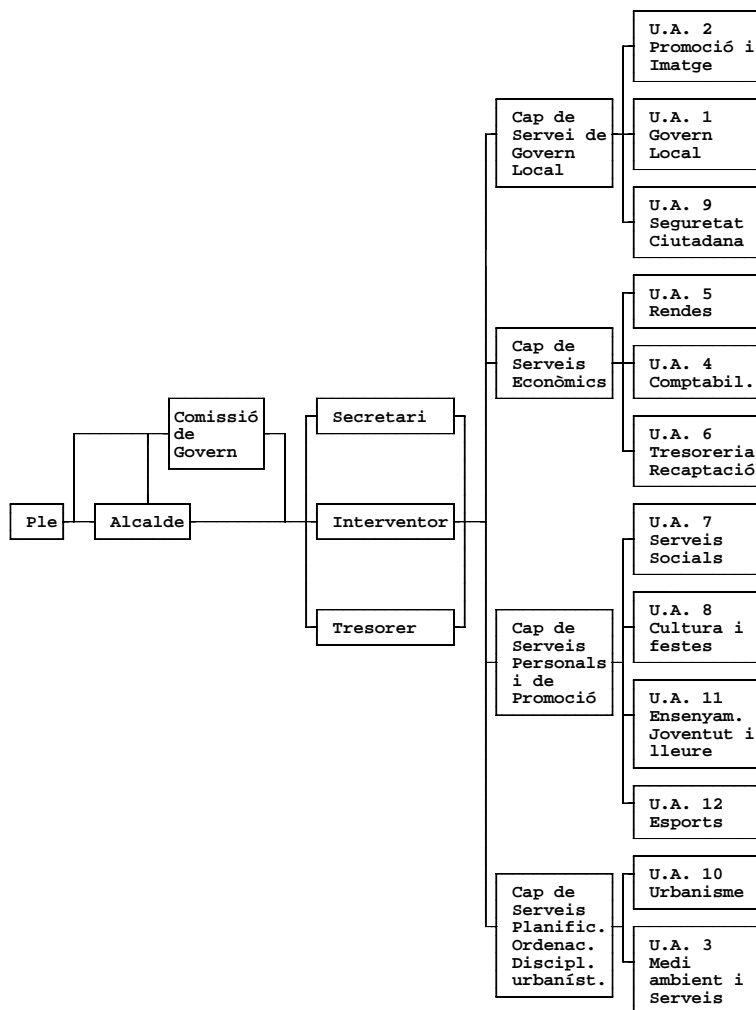 Ple
Alcalde
Comissió
de
Govern
Secretari
Interventor
Tresorer
Cap de
Servei de
Govern
Local
U.A. 2
Promoció i
Imatge
U.A. 1
Govern
Local
U.A. 9
Seguretat
Ciutadana
Cap de
Serveis
Econòmics
U.A. 5
Rendes
U.A. 4
Comptabil.
U.A. 6
Tresoreria
Recaptació
Cap de
Serveis
Personals
i de
Promoció
U.A. 7
Serveis
Socials
U.A. 8
Cultura i
festes
U.A. 11
Ensenyam.
Joventut i
lleure
U.A. 12
Esports
Cap de
Serveis
Planific.
Ordenac.
Discipl.
urbaníst.
U.A. 10
Urbanisme
U.A. 3
Medi
ambient i
Serveis